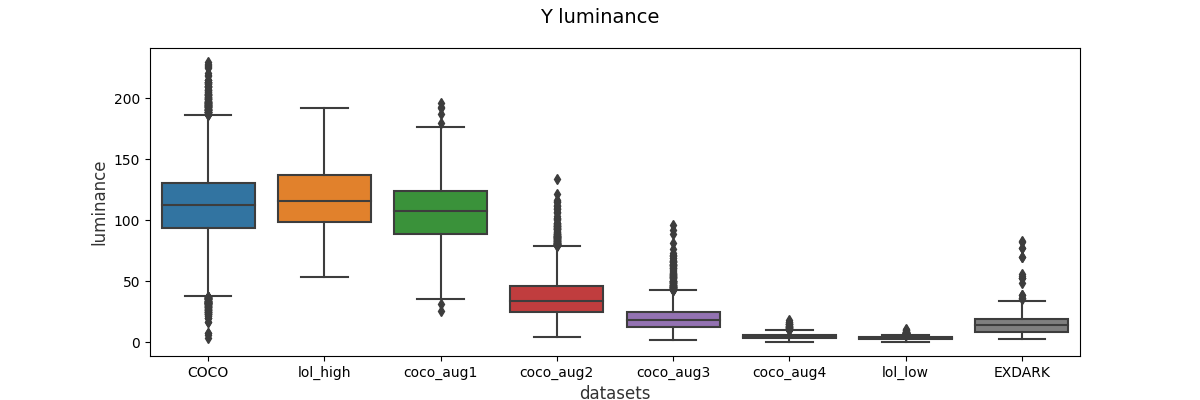 Y luminance
luminance
200
150
100
50
0
COCO lol_high coco_aug1 coco_aug2 coco_aug3 coco_aug4 lol_low EXDARK
datasets